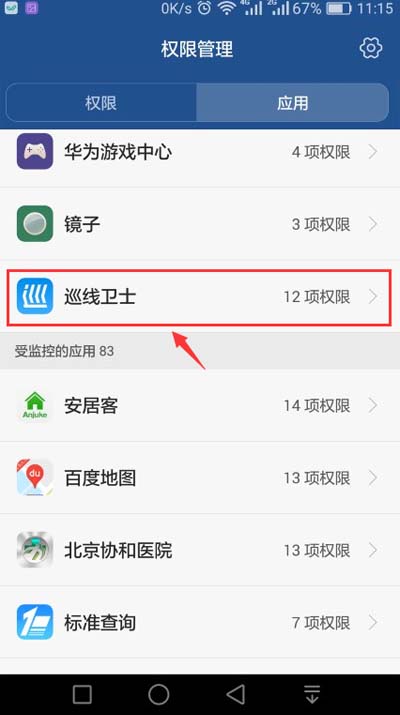 0K/s 4G 2G 67% 11:15
权限管理
权限 应用
华为游戏中心 4 项权限
镜子 3 项权限
巡线卫士 12 项权限
受监控的应用 83
安居客 14 项权限
Anjuke
百度地图 13 项权限
du
北京协和医院 13 项权限
标准查询 7 项权限